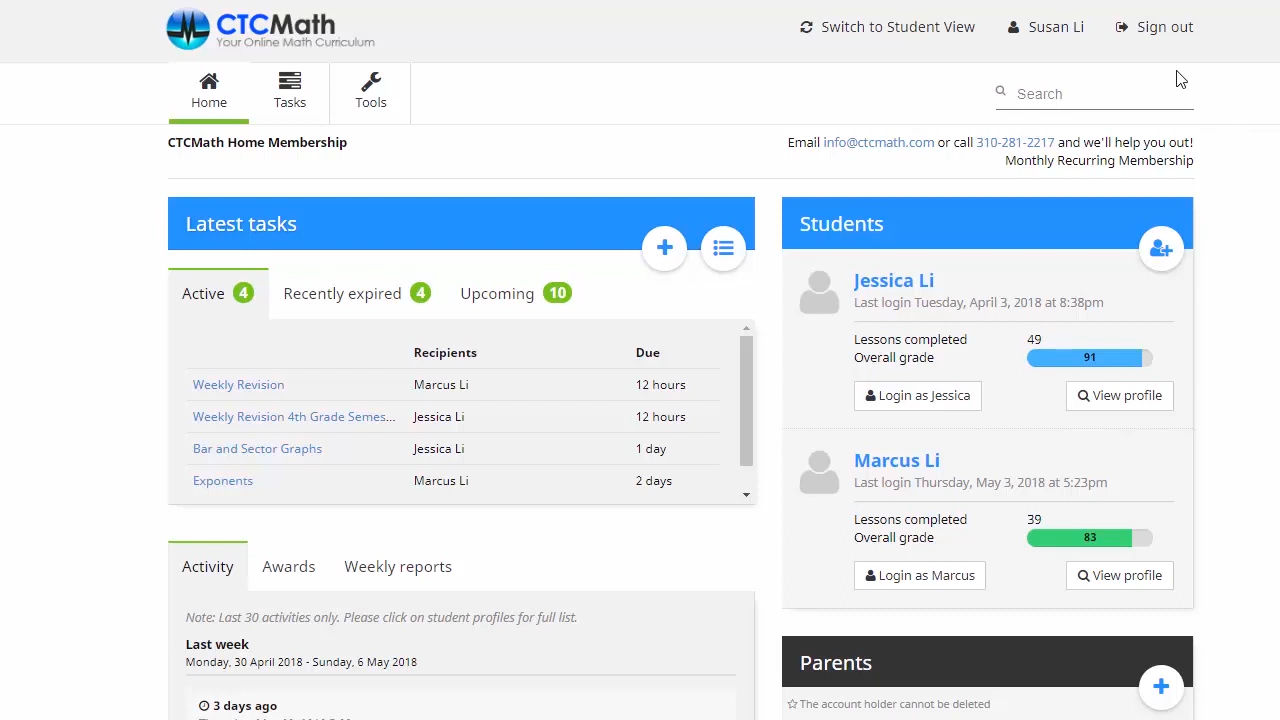 CTCMath
Your Online Math Curriculum
Switch to Student View
Susan Li
Sign out
Home
Tasks
Tools
Search
CTCMath Home Membership
Email info@ctcmath.com or call 310-281-2217 and we'll help you out!
Monthly Recurring Membership
Latest tasks
Active 4
Recently expired 4
Upcoming 10
Recipients Due
Weekly Revision Marcus Li 12 hours
Weekly Revision 4th Grade Semes... Jessica Li 12 hours
Bar and Sector Graphs Jessica Li 1 day
Exponents Marcus Li 2 days
Activity
Awards
Weekly reports
Note: Last 30 activities only. Please click on student profiles for full list.
Last week
Monday, 30 April 2018 - Sunday, 6 May 2018
3 days ago
Students
Jessica Li
Last login Tuesday, April 3, 2018 at 8:38pm
Lessons completed 49
Overall grade 91
Login as Jessica
View profile
Marcus Li
Last login Thursday, May 3, 2018 at 5:23pm
Lessons completed 39
Overall grade 83
Login as Marcus
View profile
Parents
The account holder cannot be deleted